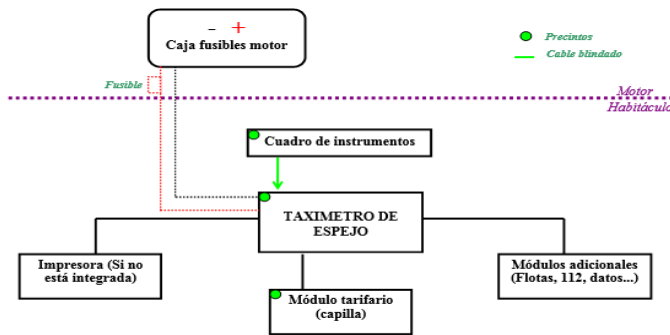 - +
Caja fusibles motor
Precintos
Cable blindado
Fusible
Motor
Habitáculo
Cuadro de instrumentos
TAXIMETRO DE
ESPEJO
Impresora (Si no
está integrada)
Módulos adicionales
(Flotas, 112, datos...)
Módulo tarifario
(capilla)